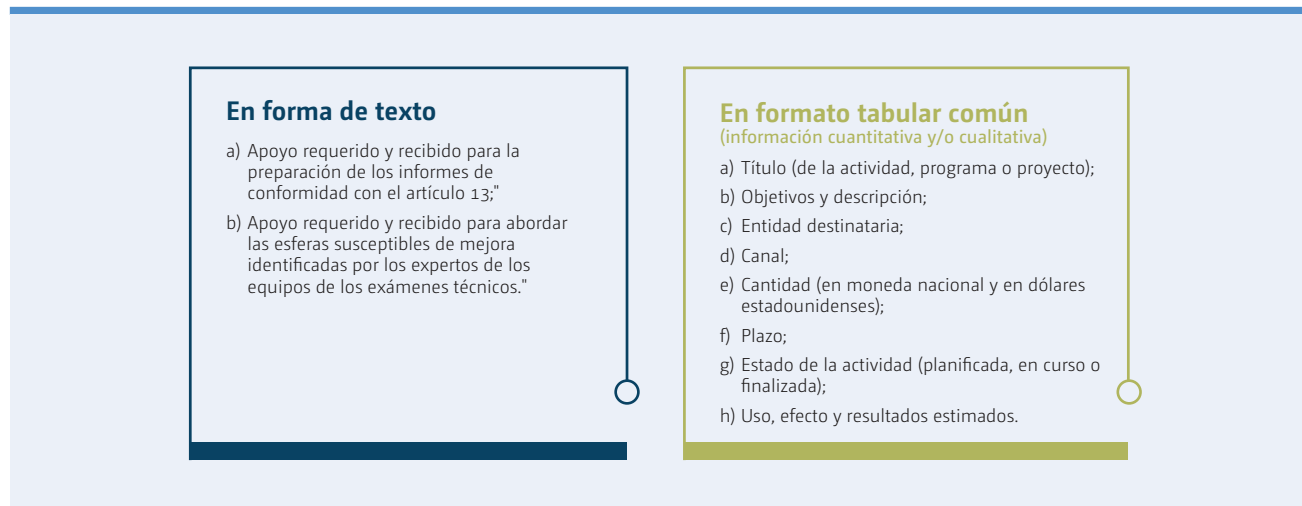 En forma de texto
a) Apoyo requerido y recibido para la
preparación de los informes de
conformidad con el artículo 13;"
b) Apoyo requerido y recibido para abordar
las esferas susceptibles de mejora
identificadas por los expertos de los
equipos de los exámenes técnicos."
En formato tabular común
(información cuantitativa y/o cualitativa)
a) Título (de la actividad, programa o proyecto);
b) Objetivos y descripción;
c) Entidad destinataria;
d) Canal;
e) Cantidad (en moneda nacional y en dólares
estadounidenses);
f) Plazo;
g) Estado de la actividad (planificada, en curso o
finalizada);
h) Uso, efecto y resultados estimados.